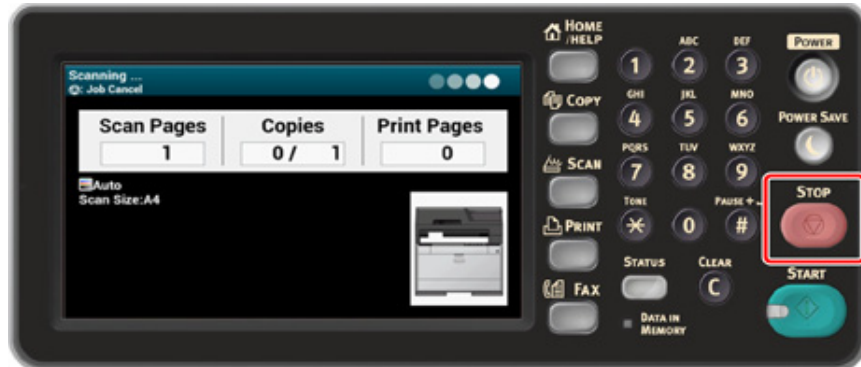 Scanning ...
: Job Cancel
Scan Pages
Copies
Print Pages
1
0/ 1
0
Auto
Scan Size:A4
HOME
/HELP
COPY
SCAN
PRINT
FAX
ABC
DEF
1
2
3
GHI
JKL
MNO
4
5
6
PQRS
TUV
WXYZ
7
8
9
TONE
PAUSE + -
*
0
#
STATUS
CLEAR
C
DATA IN
MEMORY
POWER
POWER SAVE
STOP
START